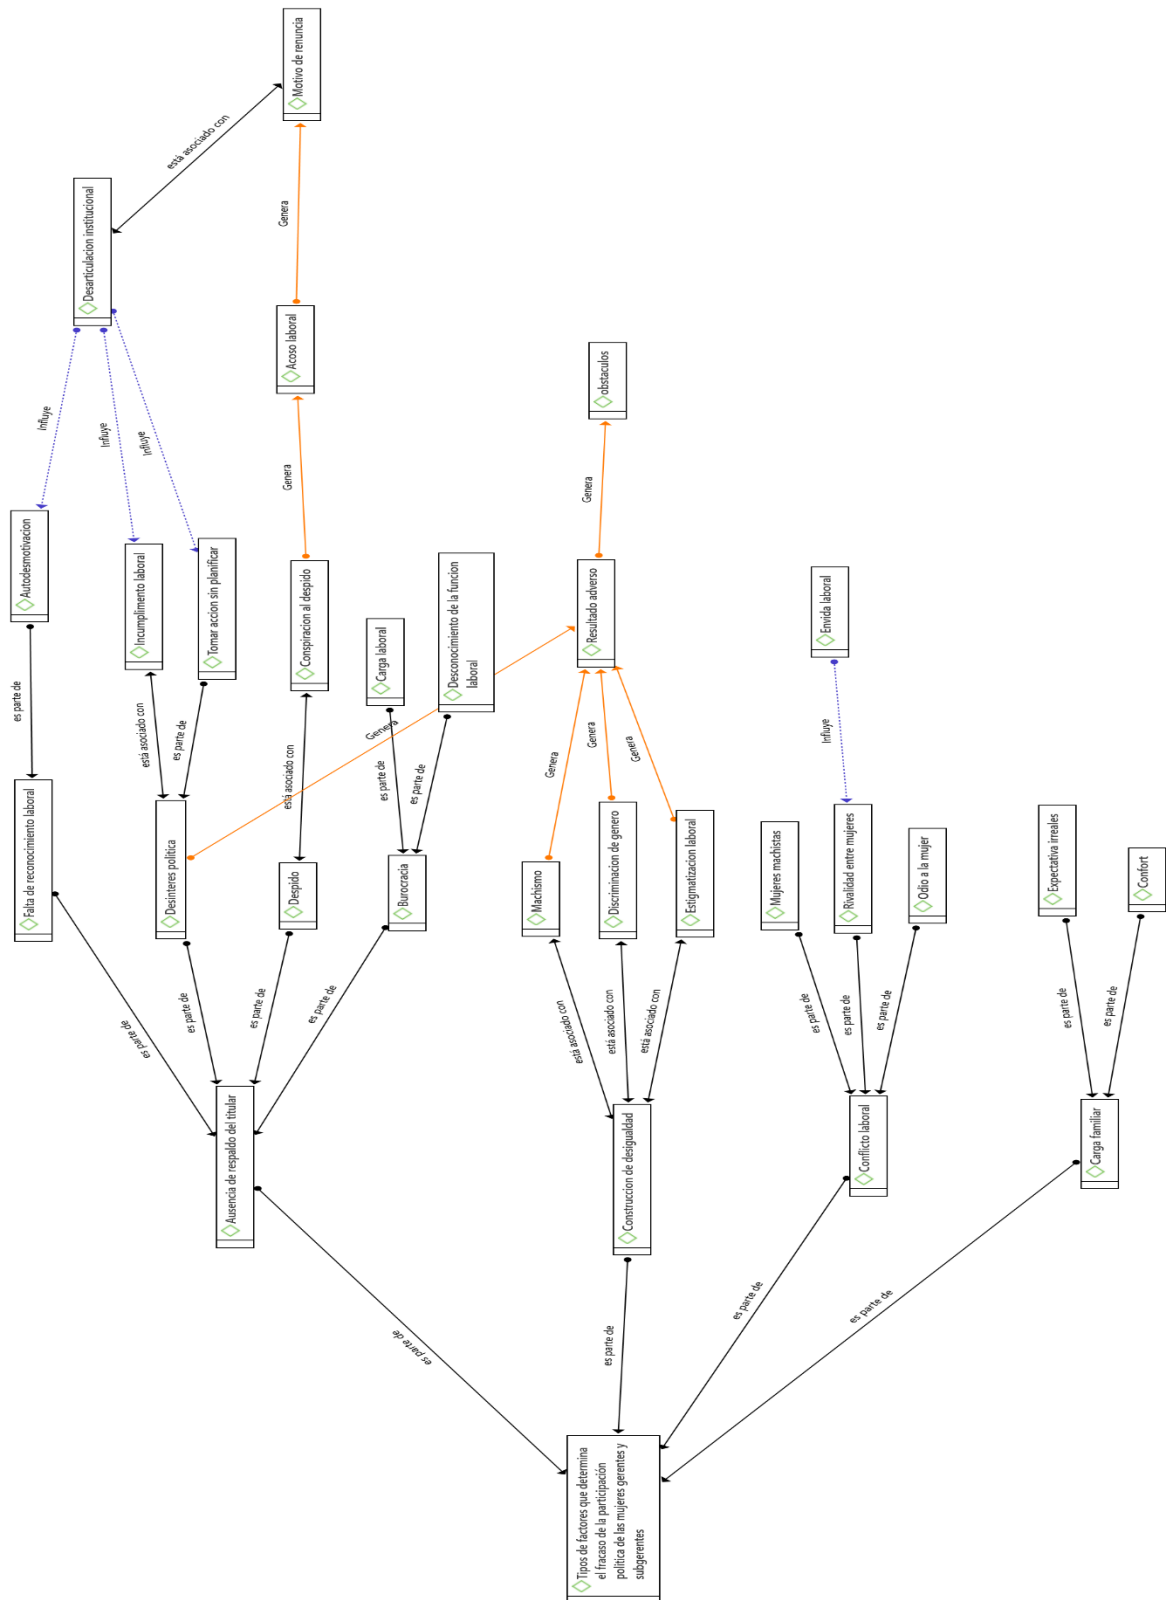 Tipos de factores que determina
el fracaso de la participación
politica de las mujeres gerentes y
subgerentes
es parte de
es parte de
es parte de
es parte de
Ausencia de respaldo del titular
Construccion de desigualdad
Conflicto laboral
Carga familiar
es parte de
es parte de
es parte de
es parte de
está asociado con
está asociado con
está asociado con
es parte de
es parte de
es parte de
es parte de
es parte de
Falta de reconocimiento laboral
Desinteres politica
Despido
Burocracia
Machismo
Discriminacion de genero
Estigmatizacion laboral
Mujeres machistas
Rivalidad entre mujeres
Odio a la mujer
Expectativa irreales
Confort
es parte de
está asociado con
es parte de
está asociado con
Genera
es parte de
es parte de
Genera
Genera
Genera
Influye
Autodesmotivacion
Incumplimento laboral
Tomar accion sin planificar
Conspiracion al despido
Carga laboral
Desconocimiento de la funcion
laboral
Resultado adverso
Envida laboral
Influye
Influye
Influye
Genera
Genera
Desarticulacion institucional
Acoso laboral
obstaculos
está asociado con
Genera
Motivo de renuncia